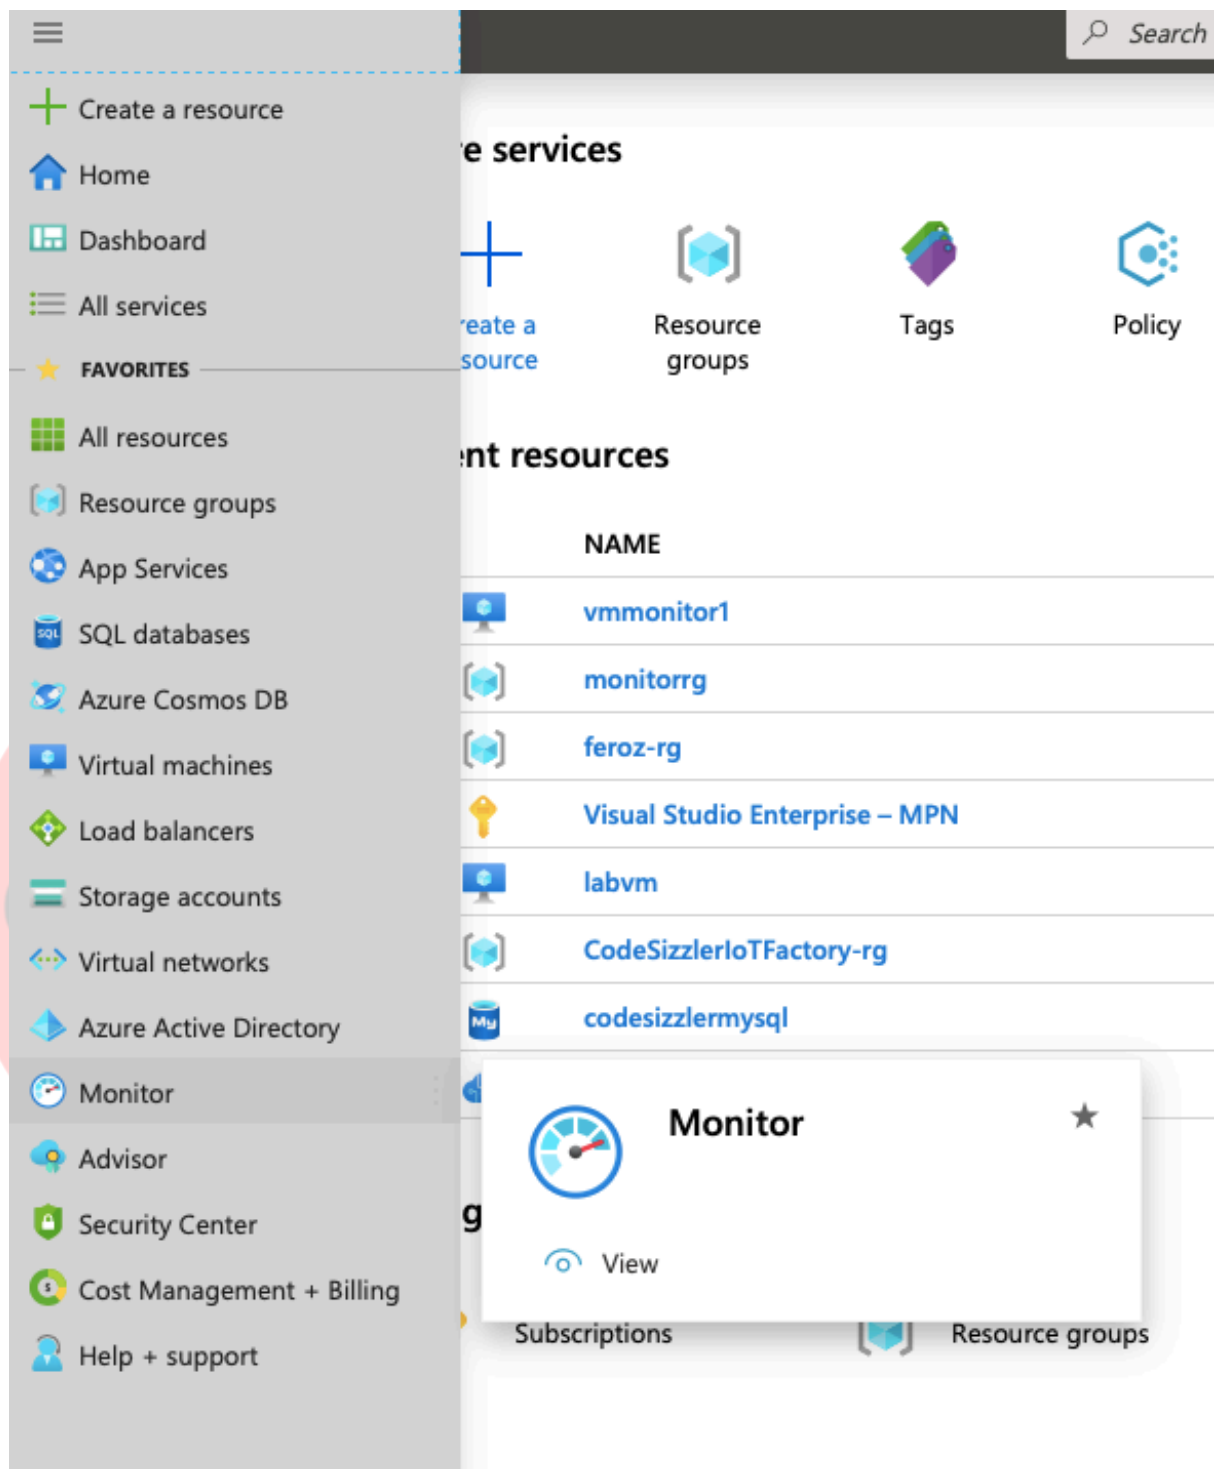 Search
Create a resource
Home
Dashboard
All services
FAVORITES
All resources
Resource groups
App Services
SQL databases
Azure Cosmos DB
Virtual machines
Load balancers
Storage accounts
Virtual networks
Azure Active Directory
Monitor
Advisor
Security Center
Cost Management + Billing
Help + support
e services
reate a
source
Resource
groups
Tags
Policy
nt resources
NAME
vmmonitor1
monitorrg
feroz-rg
Visual Studio Enterprise – MPN
labvm
CodeSizzlerIoTFactory-rg
codesizzlermysql
Monitor
View
g
Subscriptions
Resource groups